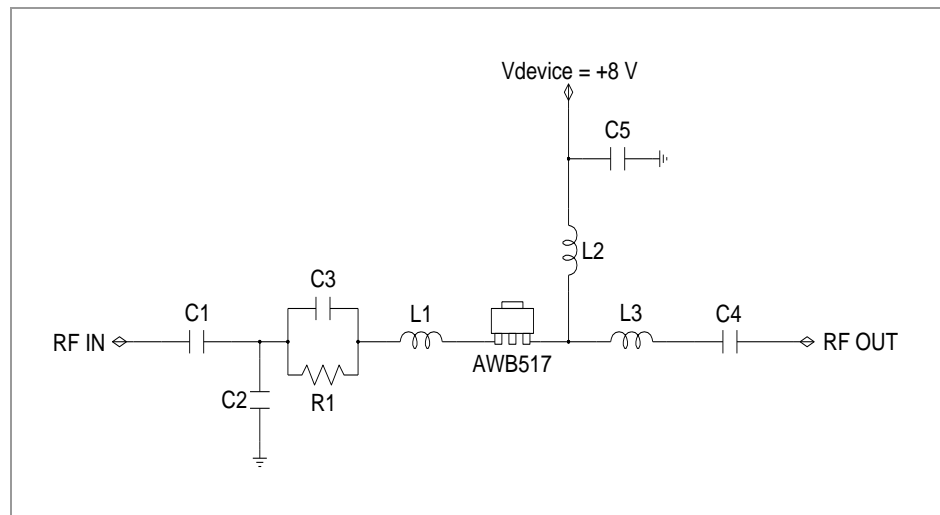 Vdevice = +8 V
C5
L2
C3
C1
L1
L3
C4
RF IN
RF OUT
AWB517
C2
R1